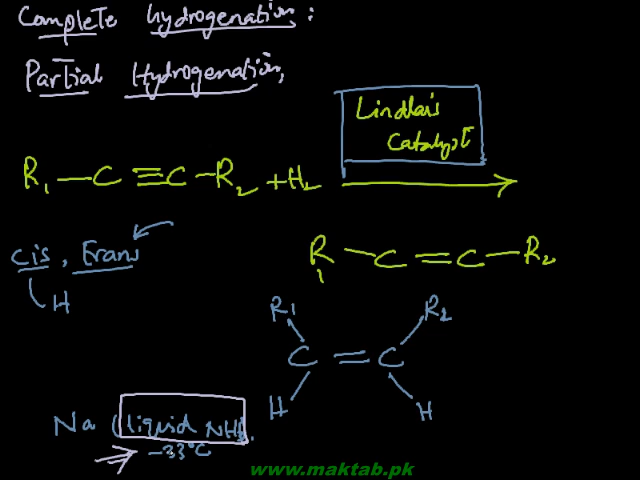 Complete hydrogenation:
Partial Hydrogenation,
Lindlar's
Catalyst
R₁—C≡C—R₂ + H₂
cis, trans
H
R₁—C=C—R₂
R₁ R₂
C=C
H H
Na (liquid NH₃).
-33°C
www.maktab.pk